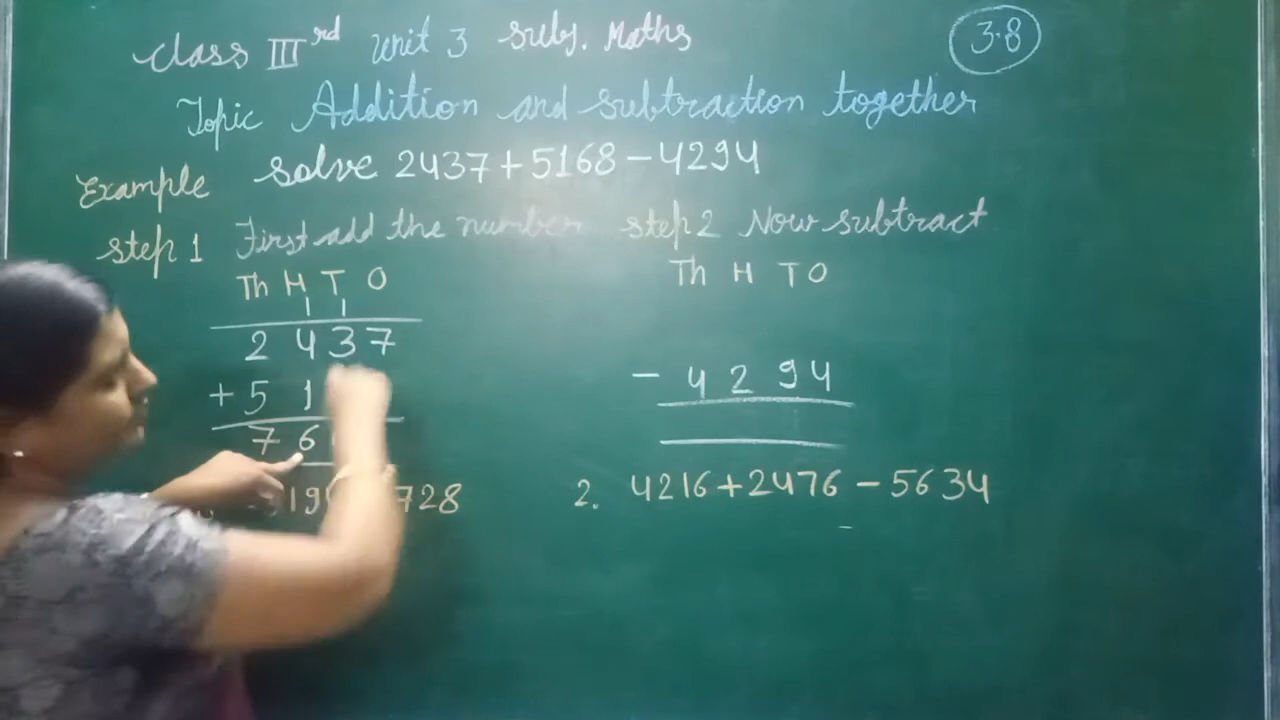 Class III rd Unit 3 Subj. Maths 3.8
Topic Addition and subtraction together
Example Solve 2437+5168-4294
Step 1 First add the number
Th H T O
1 1
2 4 3 7
+ 5 1
7 6
19
728
Step 2 Now subtract
Th H T O
- 4 2 9 4
2. 4216+2476-5634